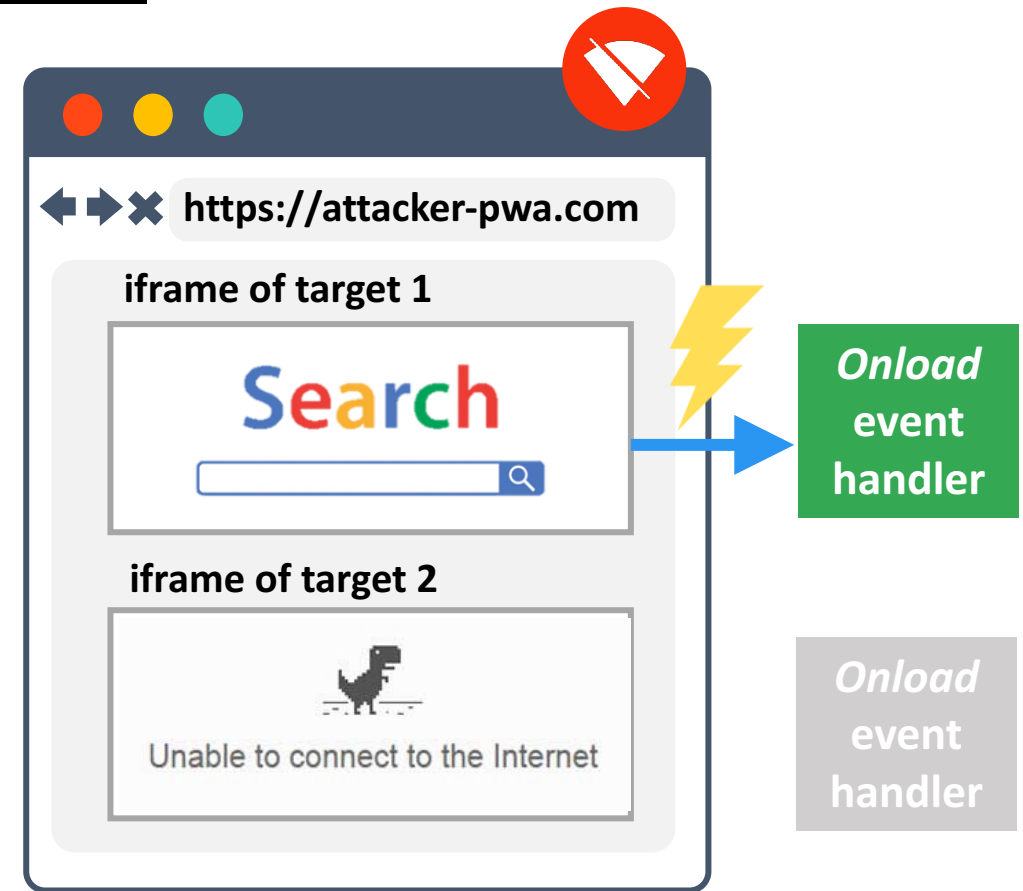 https://attacker-pwa.com
iframe of target 1
Search
Onload
event
handler
iframe of target 2
Unable to connect to the Internet
Onload
event
handler